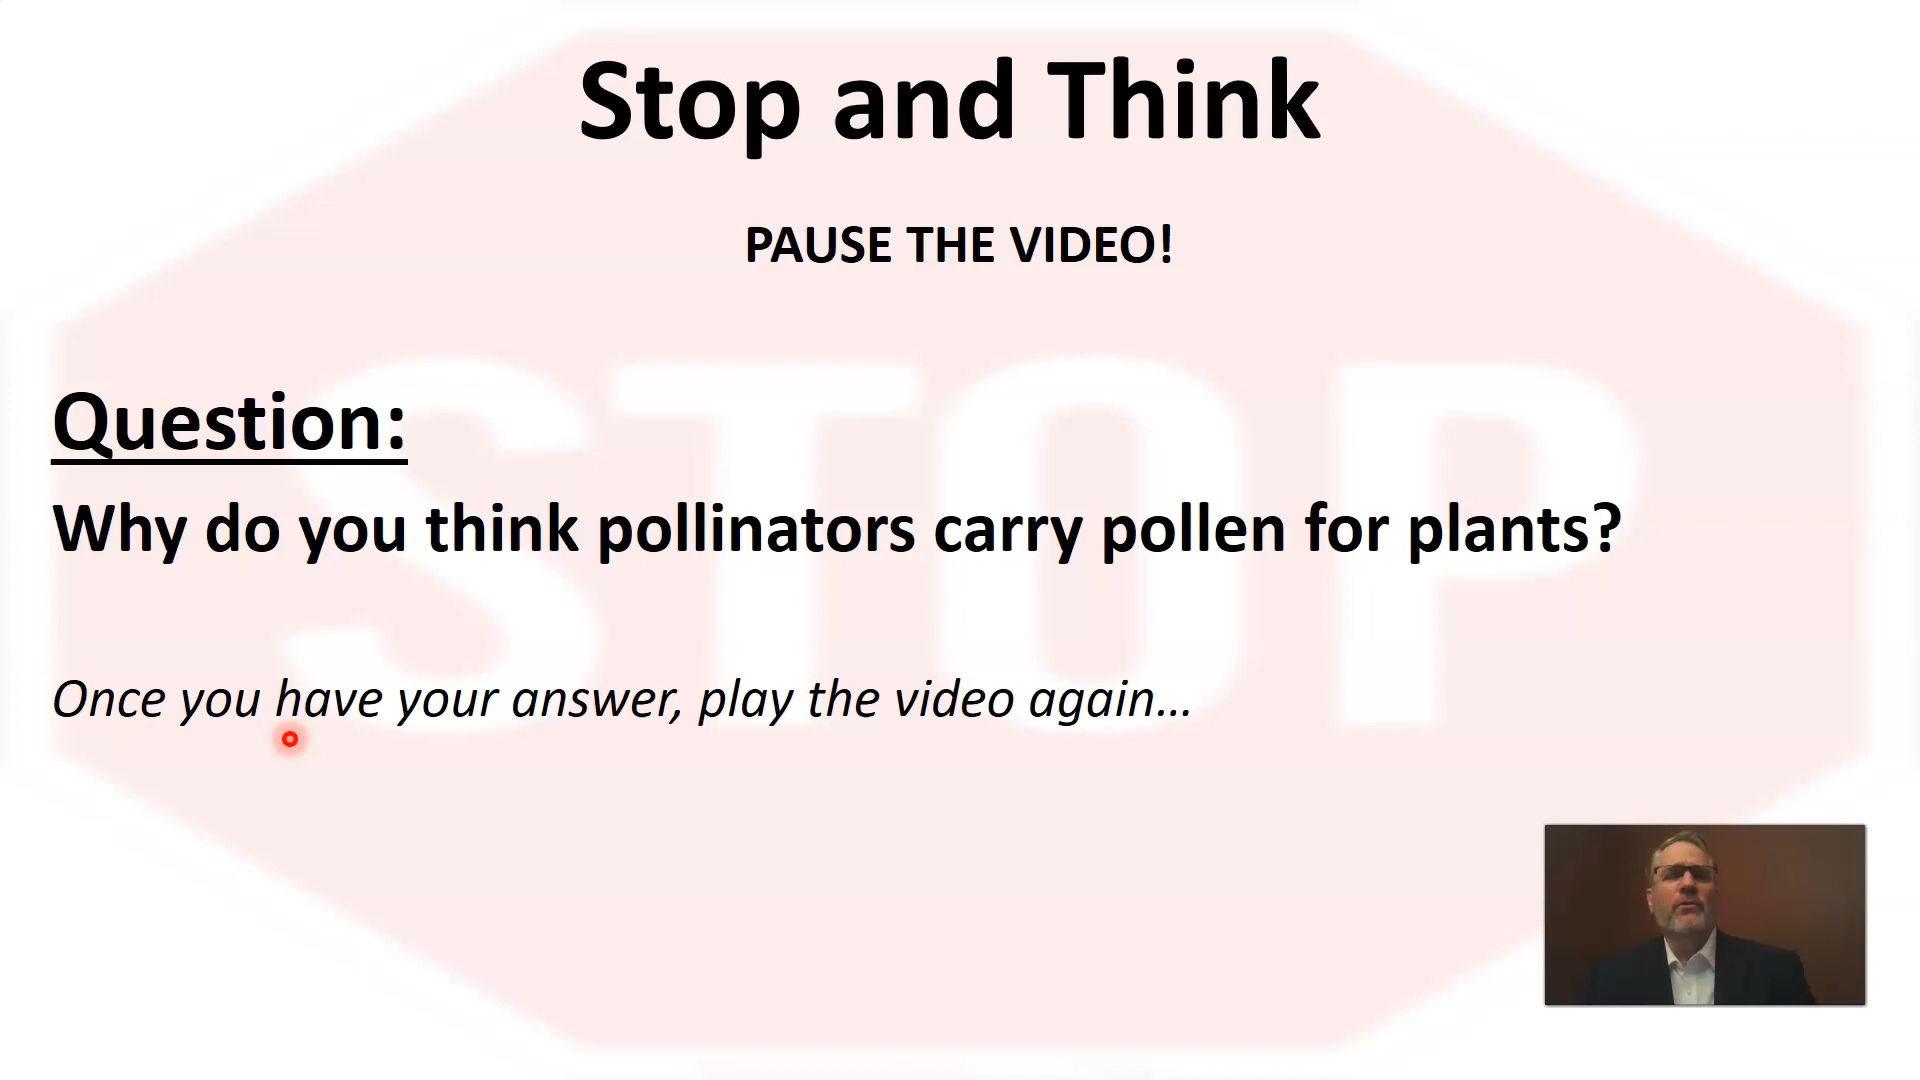 Stop and Think
PAUSE THE VIDEO!
STOP
Question:
Why do you think pollinators carry pollen for plants?
Once you have your answer, play the video again...